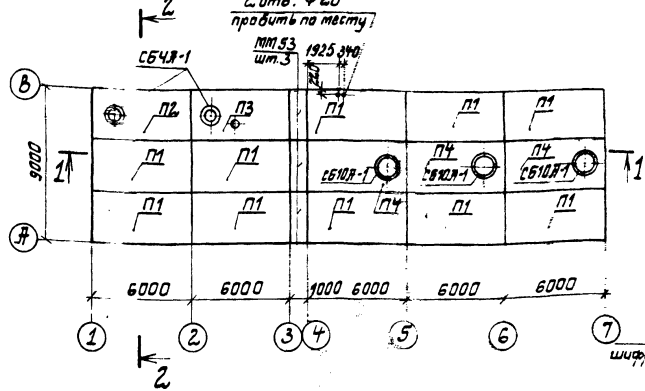 2
2 отв. Ф20
пробить по месту
СБ4Я-1
ММ53
шт.3
1925 340
220
В
П2 П3 П1 П1 П1
9000
1 1
П1 П1 СБ10Я-1 П4 СБ10Я-1 П4 СБ10Я-1
П4
П1 П1 П1 П1 П1
А
6000 6000 1000 6000 6000 6000
1 2 3 4 5 6 7
2